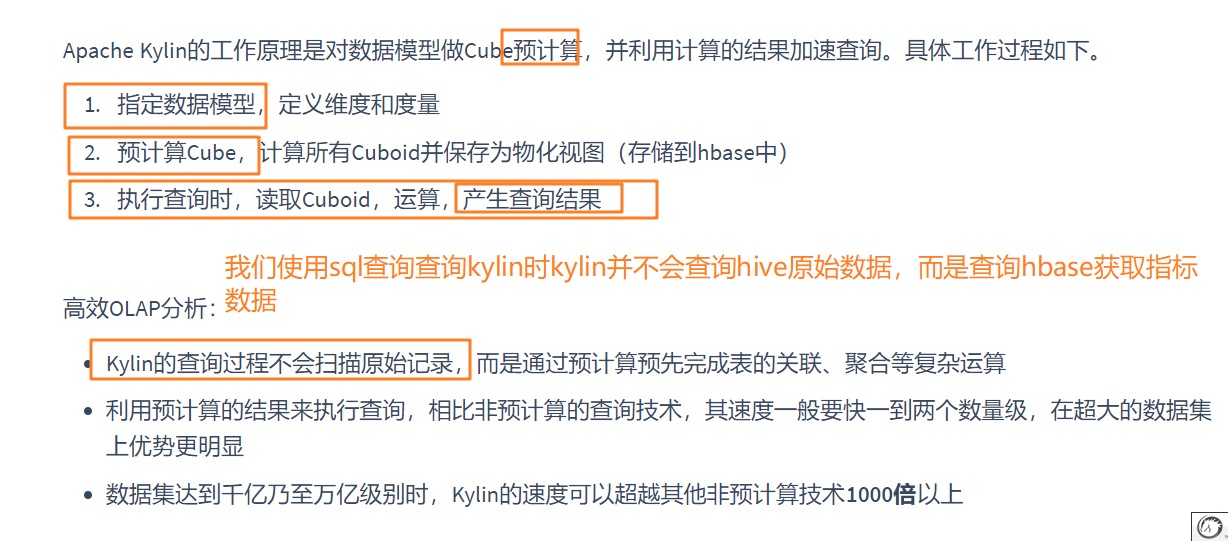 Apache Kylin的工作原理是对数据模型做Cube预计算，并利用计算的结果加速查询。具体工作过程如下。
1. 指定数据模型，定义维度和度量
2. 预计算Cube，计算所有Cuboid并保存为物化视图（存储到hbase中）
3. 执行查询时，读取Cuboid，运算，产生查询结果
我们使用sql查询查询kylin时kylin并不会查询hive原始数据，而是查询hbase获取指标
数据
高效OLAP分析：
• Kylin的查询过程不会扫描原始记录，而是通过预计算预先完成表的关联、聚合等复杂运算
• 利用预计算的结果来执行查询，相比非预计算的查询技术，其速度一般要快一到两个数量级，在超大的数据集
上优势更明显
• 数据集达到千亿乃至万亿级别时，Kylin的速度可以超越其他非预计算技术1000倍以上